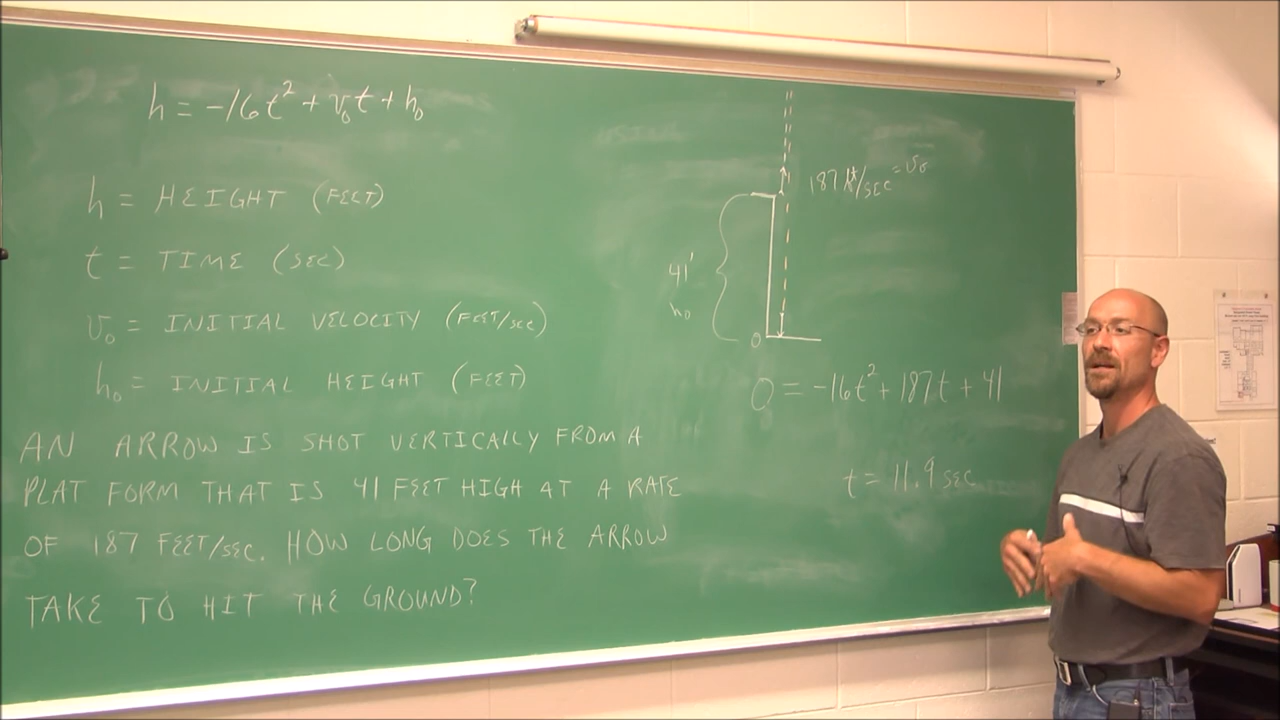 h = -16t² + v₀t + h₀
h = HEIGHT (FEET)
t = TIME (SEC)
v₀ = INITIAL VELOCITY (FEET/SEC)
h₀ = INITIAL HEIGHT (FEET)
AN ARROW IS SHOT VERTICALLY FROM A
PLAT FORM THAT IS 41 FEET HIGH AT A RATE
OF 187 FEET/SEC. HOW LONG DOES THE ARROW
TAKE TO HIT THE GROUND?
187 ft/SEC = v₀
41'
h₀
0
0 = -16t² + 187t + 41
t = 11.9 SEC